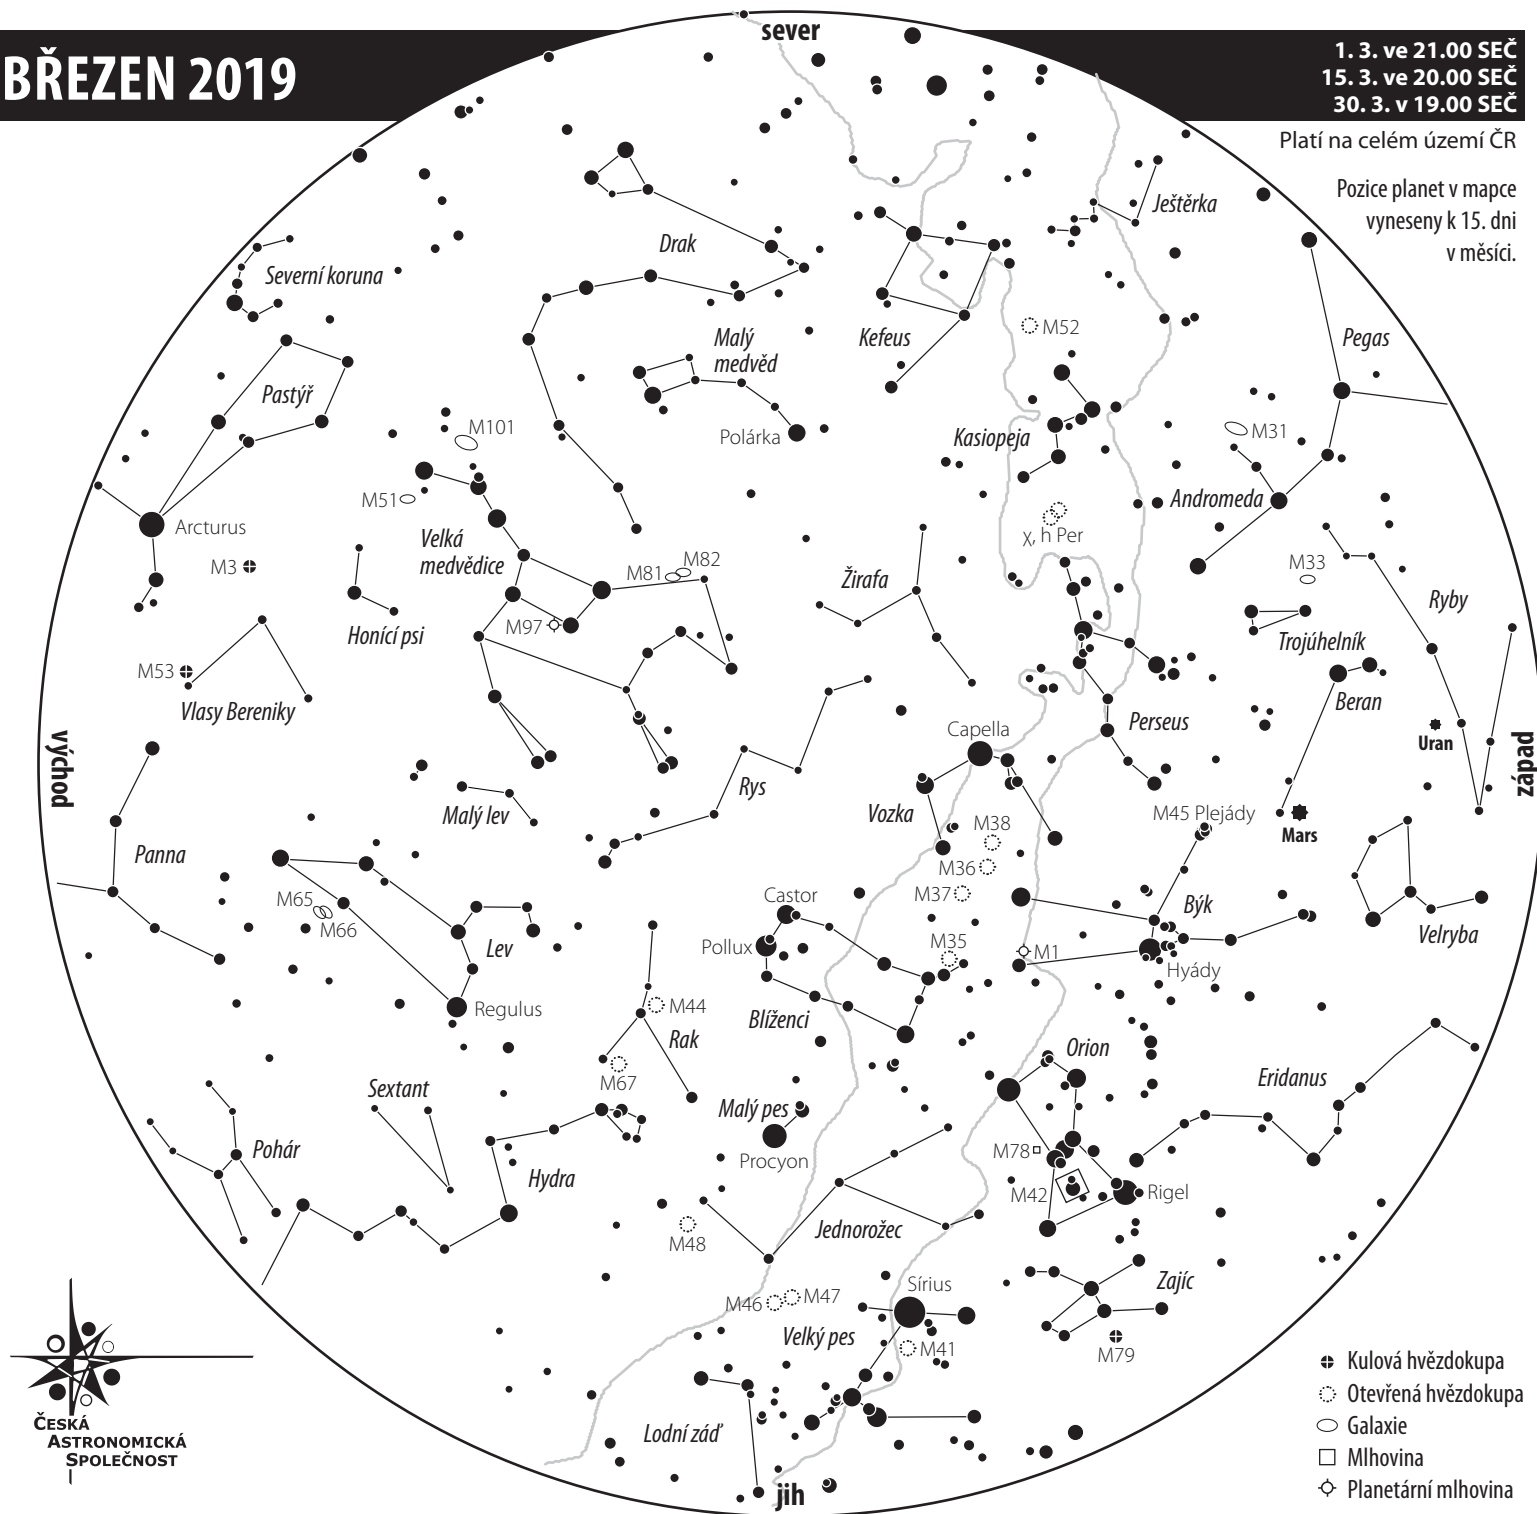 sever
BŘEZEN 2019
1. 3. ve 21.00 SEČ
15. 3. ve 20.00 SEČ
30. 3. v 19.00 SEČ
Platí na celém území ČR
Pozice planet v mapce
vyneseny k 15. dni
v měsíci.
Ještěrka
Drak
Severní koruna
M52
Malý
medvěd
Kefeus
Pegas
Pastýř
M101
Polárka
Kasiopeja
M31
M51
Andromeda
Arcturus
Velká
medvědice
χ, h Per
M3
M81
M82
Žirafa
M33
Ryby
M97
Honící psi
Trojúhelník
M53
Beran
Vlasy Bereniky
Perseus
Capella
Uran
východ
západ
Rys
Malý lev
Vozka
M45 Plejády
M38
Mars
Panna
M36
M65
M66
Castor
M37
Býk
Lev
Pollux
M35
M1
Velryba
Hyády
Regulus
M44
Blíženci
Rak
Orion
M67
Sextant
Eridanus
Malý pes
Pohár
Procyon
M78
Hydra
M42
Rigel
M48
Jednorožec
Zajíc
Sírius
M46
M47
Velký pes
M41
M79
Lodní záď
jih
ČESKÁ
ASTRONOMICKÁ
SPOLEČNOST
Kulová hvězdokupa
Otevřená hvězdokupa
Galaxie
Mlhovina
Planetární mlhovina